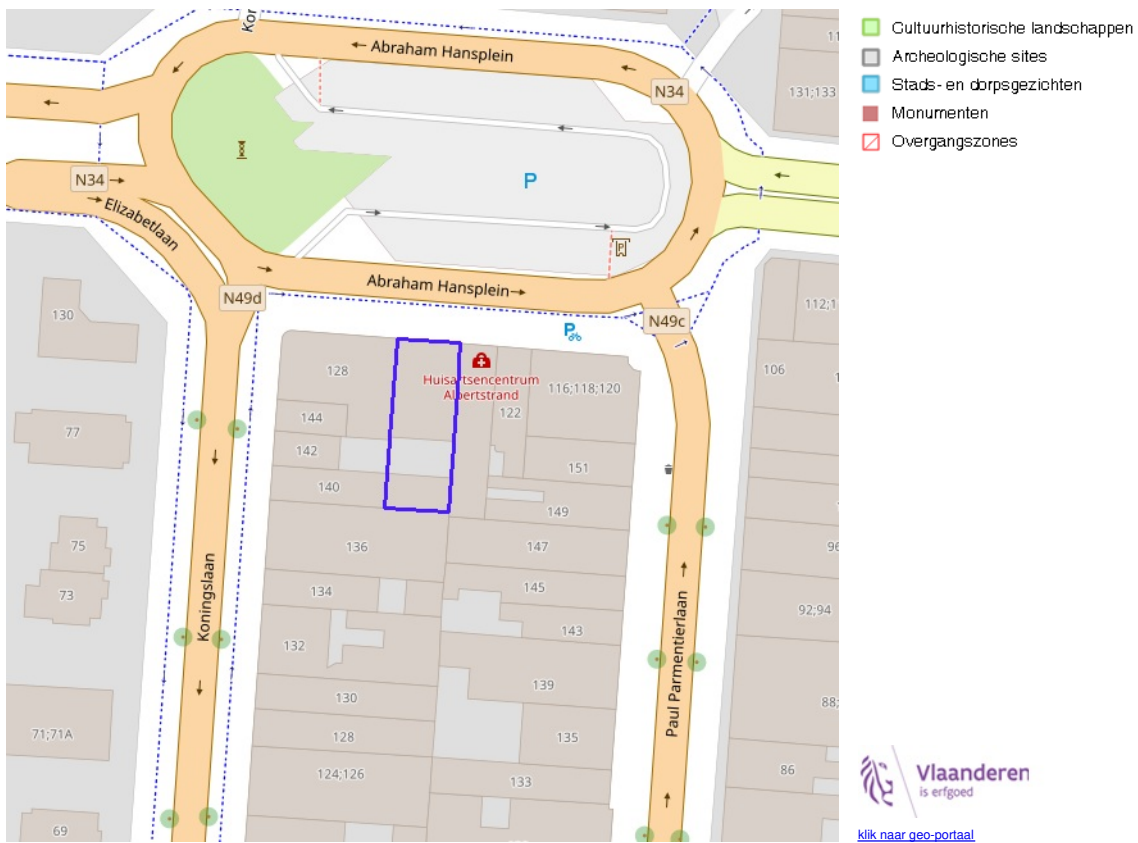 Kor
Abraham Hansplein
N34
131;133
11
P
N34
Elizabetlaan
P
Abraham Hansplein
N49d
N49c
P
112;1
130
128
Huisartsencentrum
Albertstrand
116;118;120
106
144
122
77
142
151
140
149
75
136
147
96
73
134
145
92;94
Koningslaan
Paul Parmentierlaan
143
132
139
130
88;
71;71A
128
135
124;126
133
86
69
Cultuurhistorische landschappen
Archeologische sites
Stads- en dorpsgezichten
Monumenten
Overgangszones
Vlaanderen
is erfgoed
klik naar geo-portaal